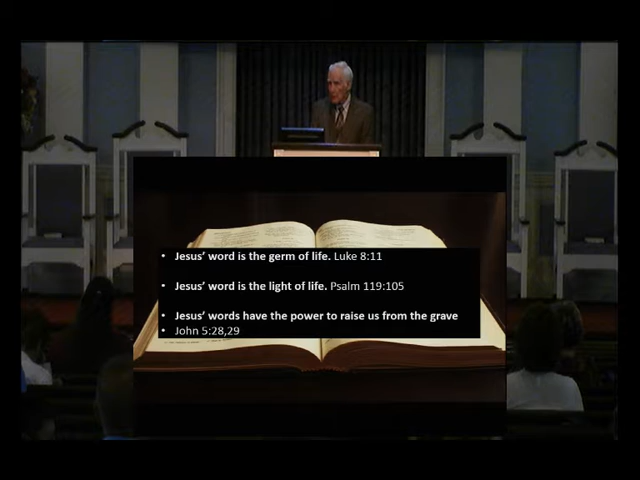 • Jesus’ word is the germ of life. Luke 8:11
• Jesus’ word is the light of life. Psalm 119:105
• Jesus’ words have the power to raise us from the grave
• John 5:28,29